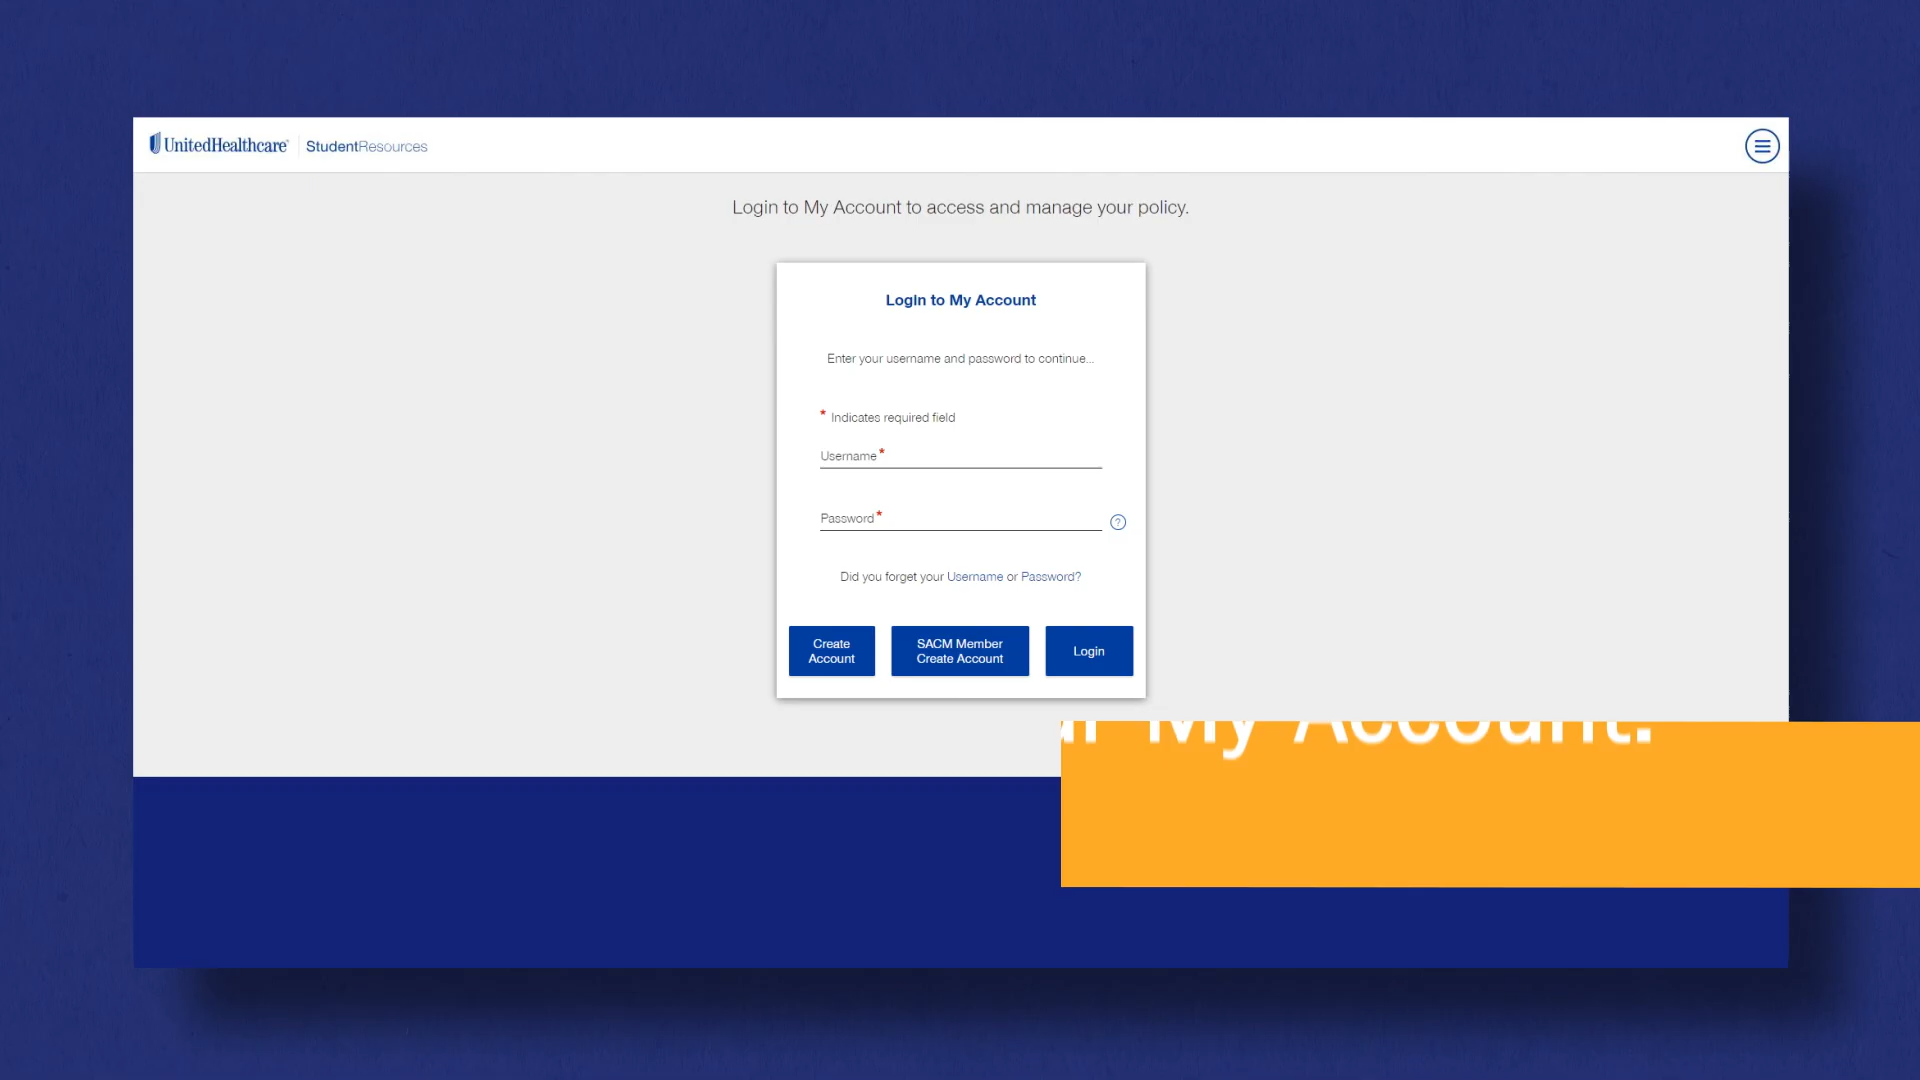 UnitedHealthcare StudentResources
Login to My Account to access and manage your policy.
Login to My Account
Enter your username and password to continue...
* Indicates required field
Username *
Password *
?
Did you forget your Username or Password?
Create Account
SACM Member Create Account
Login
My Account.